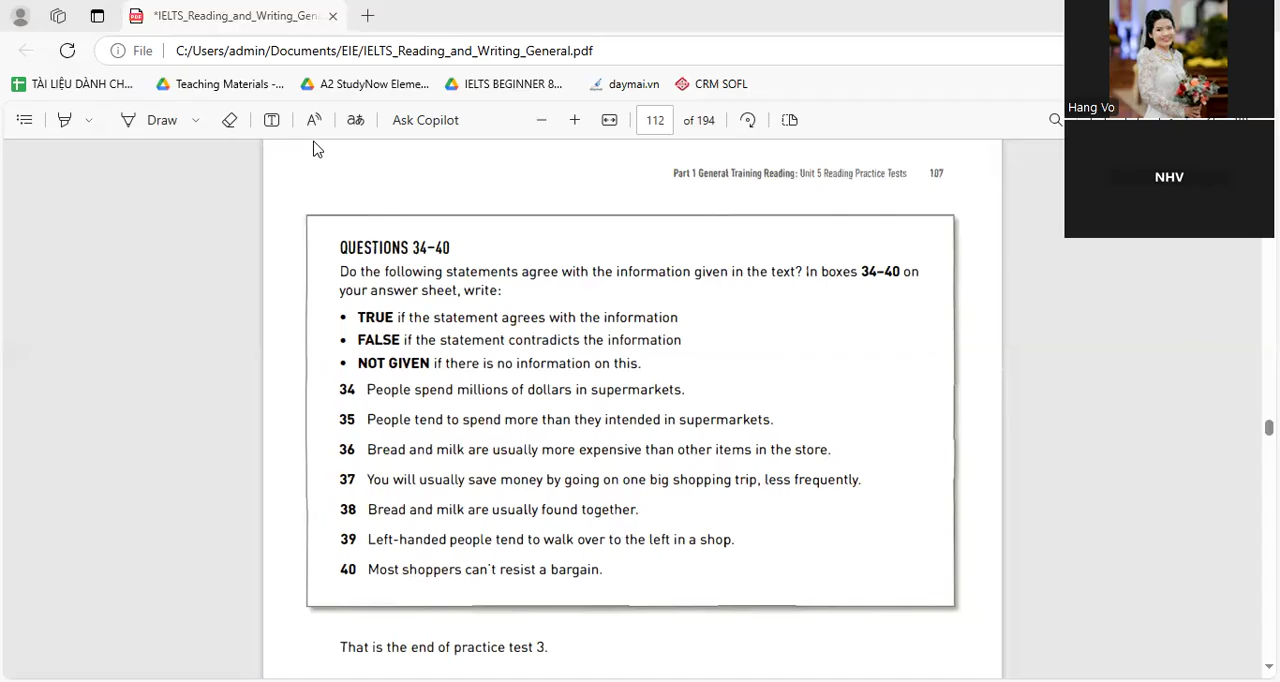 *IELTS_Reading_and_Writing_Gen
File C:/Users/admin/Documents/EIE/IELTS_Reading_and_Writing_General.pdf
TÀI LIỆU DÀNH CH... Teaching Materials -... A2 StudyNow Eleme... IELTS BEGINNER 8... daymai.vn CRM SOFL
Draw aあ Ask Copilot 112 of 194
Hang Vo
NHV
Part 1 General Training Reading: Unit 5 Reading Practice Tests 107
QUESTIONS 34–40
Do the following statements agree with the information given in the text? In boxes 34–40 on
your answer sheet, write:
• TRUE if the statement agrees with the information
• FALSE if the statement contradicts the information
• NOT GIVEN if there is no information on this.
34 People spend millions of dollars in supermarkets.
35 People tend to spend more than they intended in supermarkets.
36 Bread and milk are usually more expensive than other items in the store.
37 You will usually save money by going on one big shopping trip, less frequently.
38 Bread and milk are usually found together.
39 Left-handed people tend to walk over to the left in a shop.
40 Most shoppers can't resist a bargain.
That is the end of practice test 3.